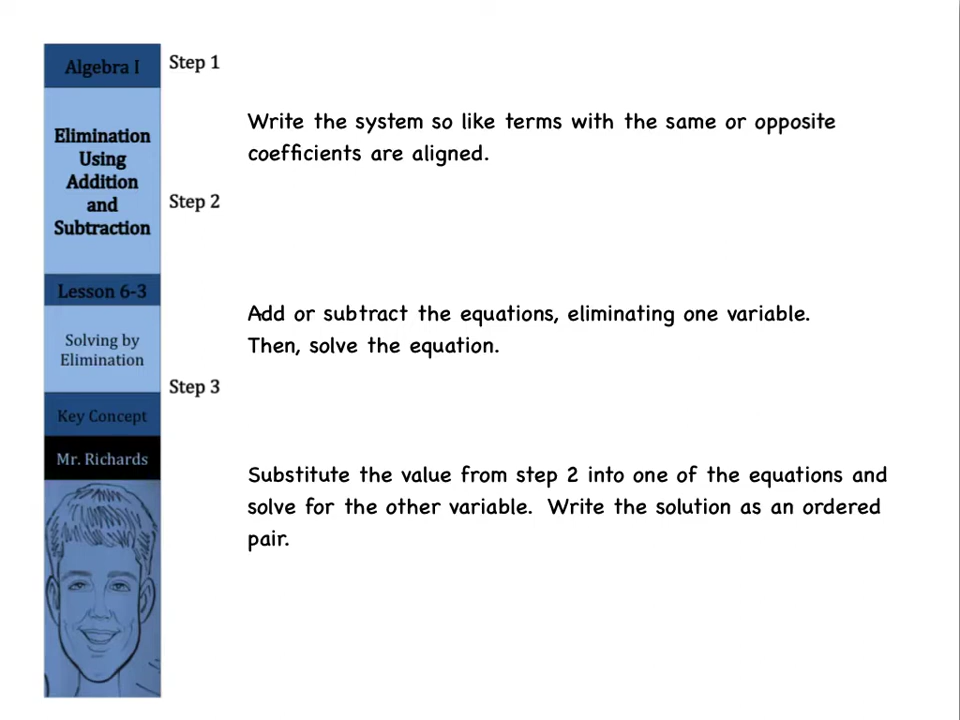 Algebra I
Elimination
Using
Addition
and
Subtraction
Lesson 6-3
Solving by
Elimination
Key Concept
Mr. Richards
Step 1
Write the system so like terms with the same or opposite
coefficients are aligned.
Step 2
Add or subtract the equations, eliminating one variable.
Then, solve the equation.
Step 3
Substitute the value from step 2 into one of the equations and
solve for the other variable. Write the solution as an ordered
pair.